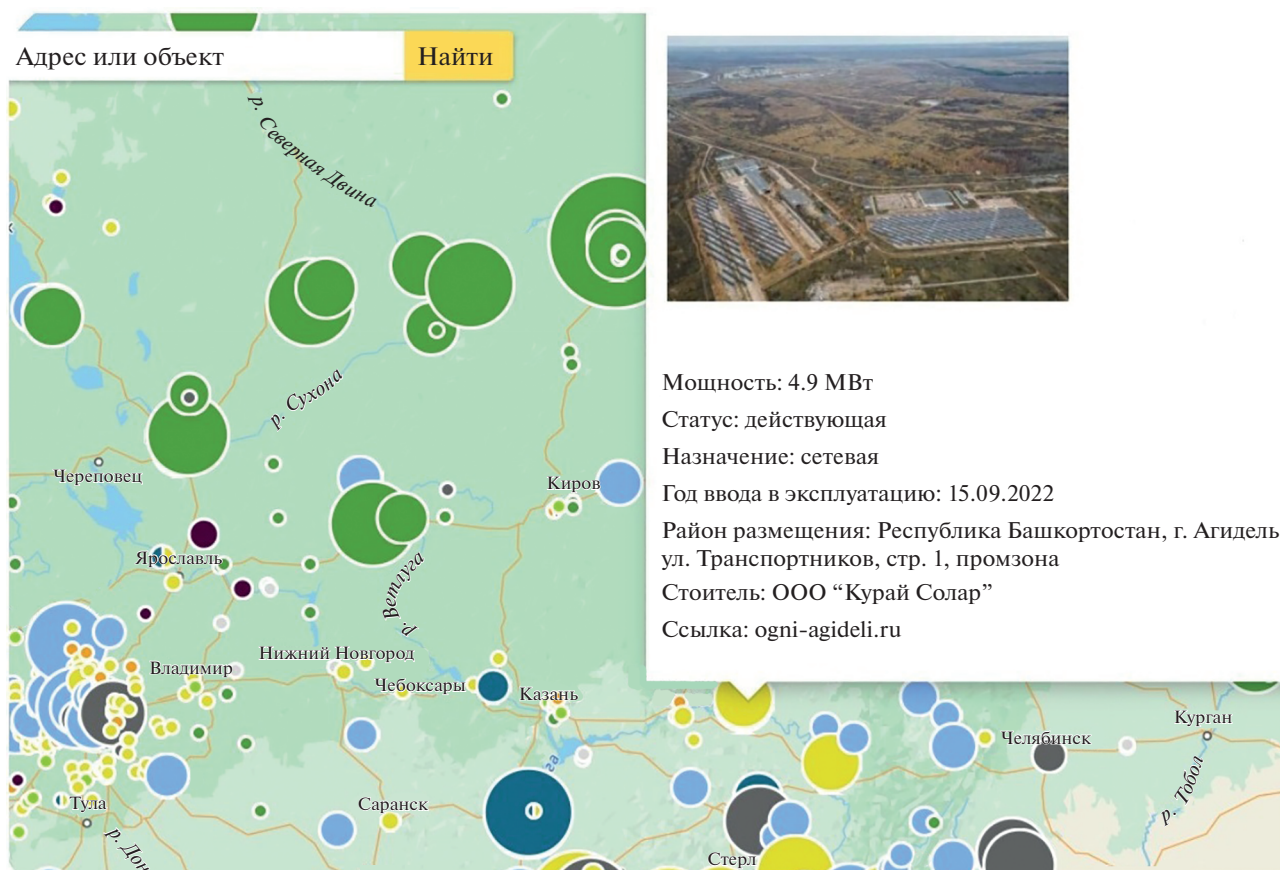 Адрес или объект
Найти
р. Северная Двина
р. Сухона
Череповец
Киров
Ярославль
р. Ветлуга
Владимир
Нижний Новгород
Чебоксары
Казань
Тула
р. Дон
Саранск
Стерл
Челябинск
Курган
р. Тобол
Мощность: 4.9 МВт
Статус: действующая
Назначение: сетевая
Год ввода в эксплуатацию: 15.09.2022
Район размещения: Республика Башкортостан, г. Агидель
ул. Транспортников, стр. 1, промзона
Стоитель: ООО “Курай Солар”
Ссылка: ogni-agideli.ru